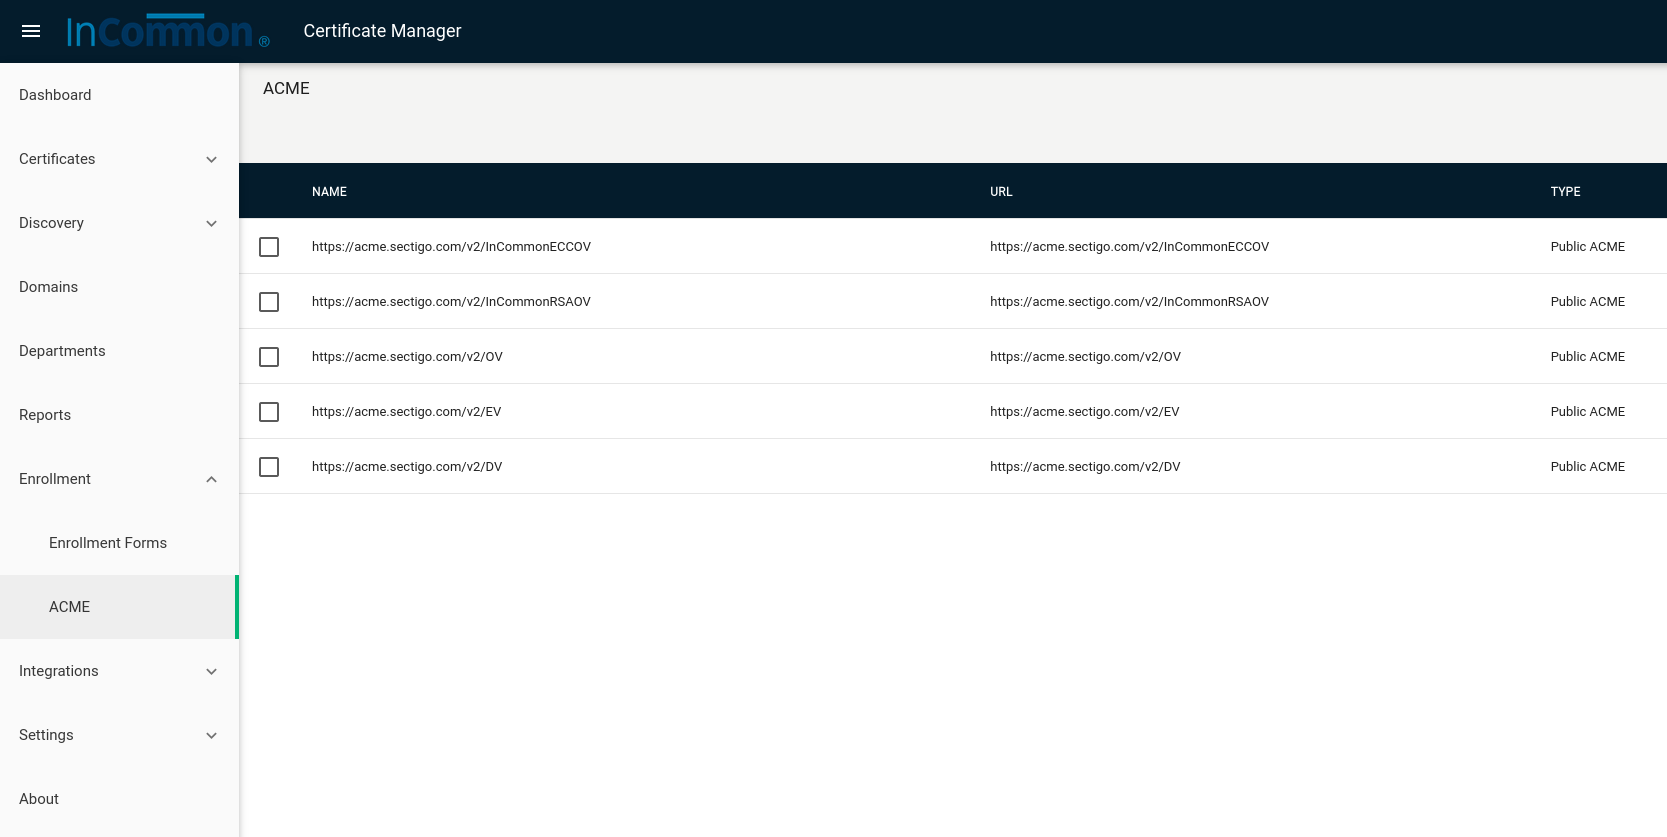 InCommon®
Certificate Manager
Dashboard
Certificates
Discovery
Domains
Departments
Reports
Enrollment
Enrollment Forms
ACME
Integrations
Settings
About
ACME
NAME URL TYPE
https://acme.sectigo.com/v2/InCommonECCOV https://acme.sectigo.com/v2/InCommonECCOV Public ACME
https://acme.sectigo.com/v2/InCommonRSAOV https://acme.sectigo.com/v2/InCommonRSAOV Public ACME
https://acme.sectigo.com/v2/OV https://acme.sectigo.com/v2/OV Public ACME
https://acme.sectigo.com/v2/EV https://acme.sectigo.com/v2/EV Public ACME
https://acme.sectigo.com/v2/DV https://acme.sectigo.com/v2/DV Public ACME